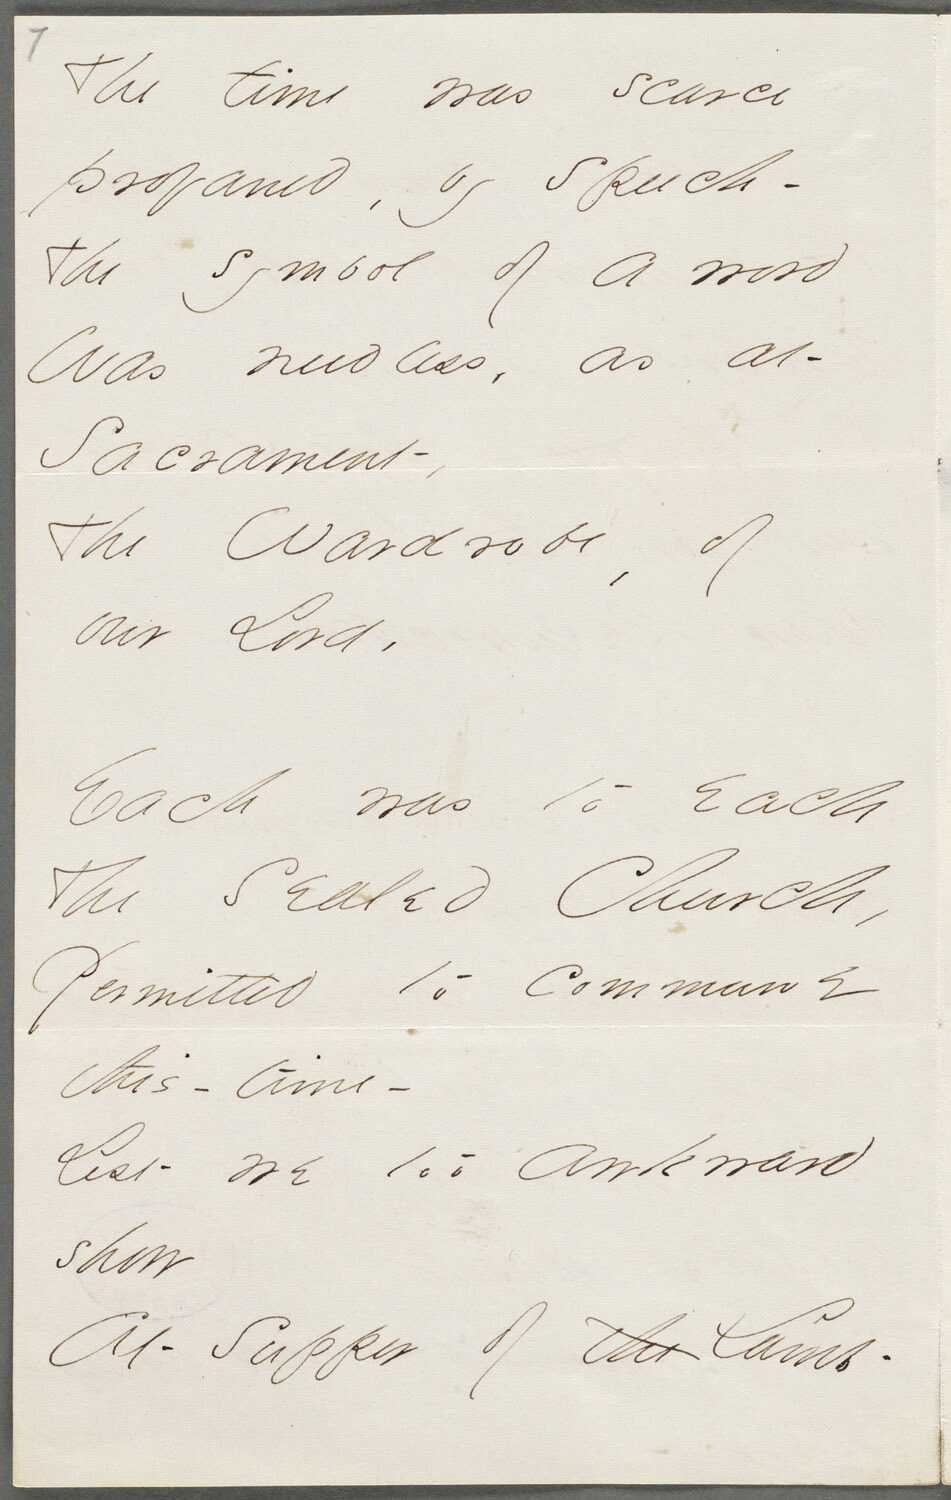 7
The time was scarce
profaned, by Speech -
The symbol of a word
Was needless, as at
Sacrament,
The Wardrobe, of
our Lord.
Each was to Each
The Sealed Church,
Permitted to commune
this - time -
Lest we too awkward
show
At Supper of the Lamb.